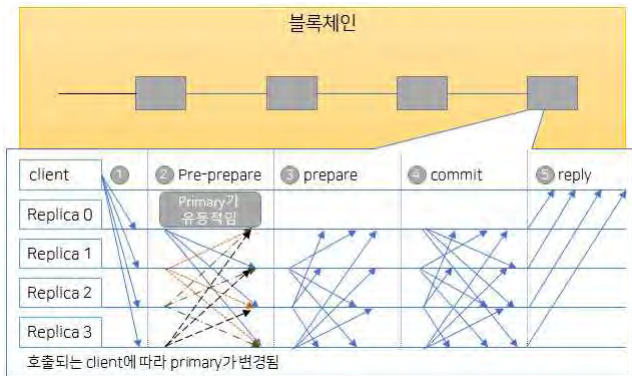 블록체인
client ① ② Pre-prepare ③ prepare ④ commit ⑤ reply
Primary가
유동적임
Replica 0
Replica 1
Replica 2
Replica 3
호출되는 client에 따라 primary가 변경됨